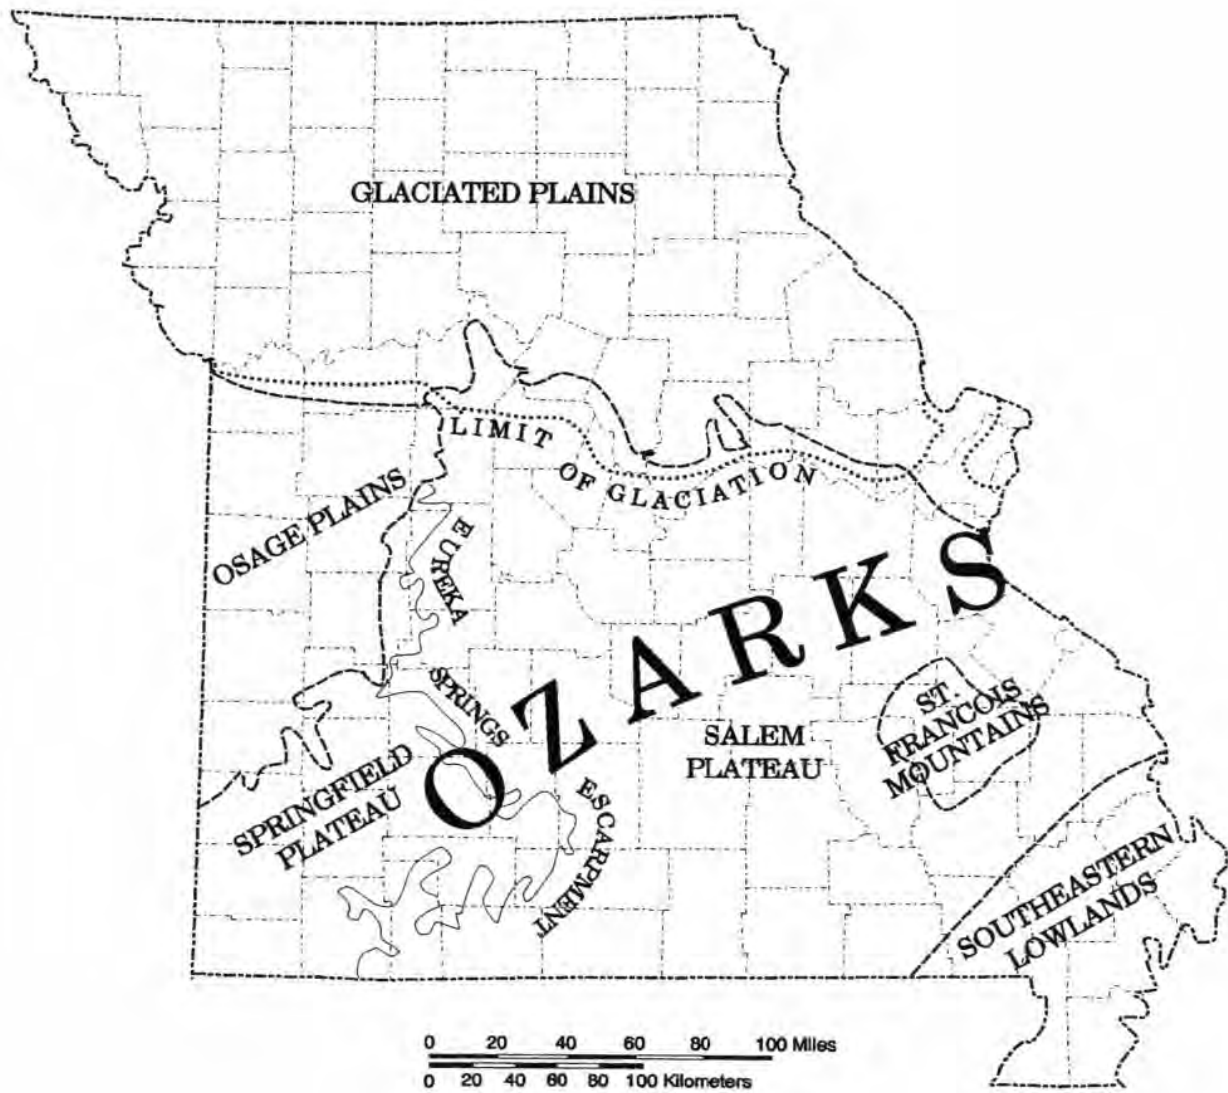 GLACIATED PLAINS
LIMIT OF GLACIATION
OSAGE PLAINS
EUREKA SPRINGS ESCARPMENT
OZARKS
ST.
FRANCOIS
MOUNTAINS
SALEM
PLATEAU
SPRINGFIELD
PLATEAU
SOUTHEASTERN
LOWLANDS
0 20 40 60 80 100 Miles
0 20 40 60 80 100 Kilometers